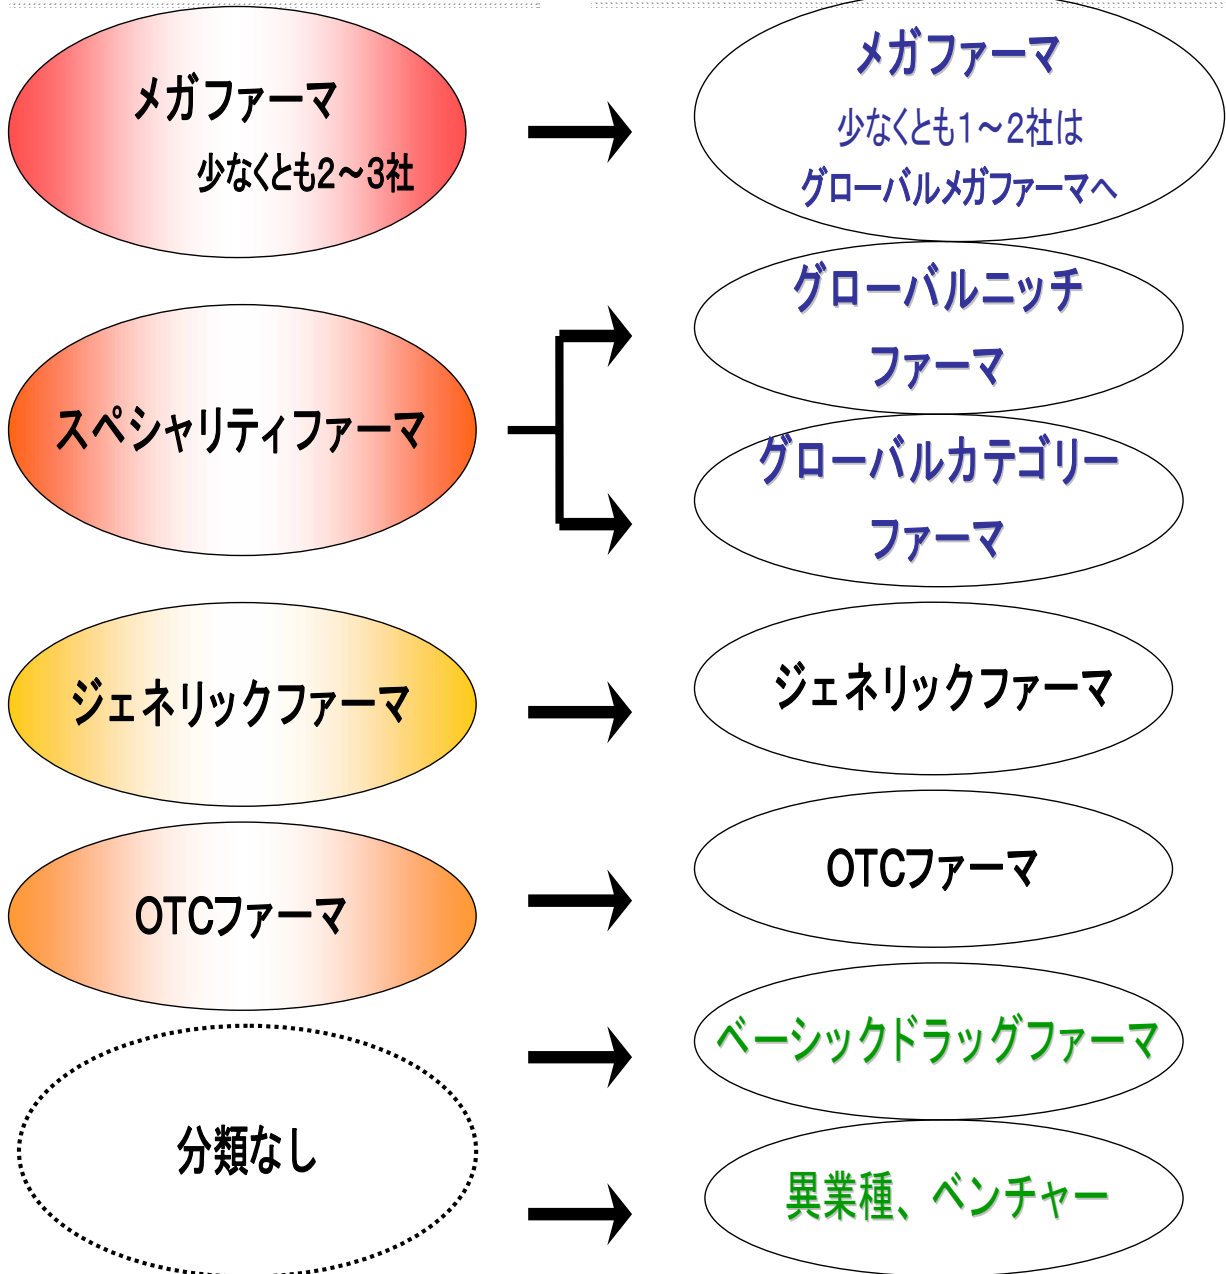 メガファーマ
少なくとも2～3社
メガファーマ
少なくとも1～2社は
グローバルメガファーマへ
スペシャリティファーマ
グローバルニッチ
ファーマ
グローバルカテゴリー
ファーマ
ジェネリックファーマ
ジェネリックファーマ
OTCファーマ
OTCファーマ
分類なし
ベーシックドラッグファーマ
異業種、ベンチャー